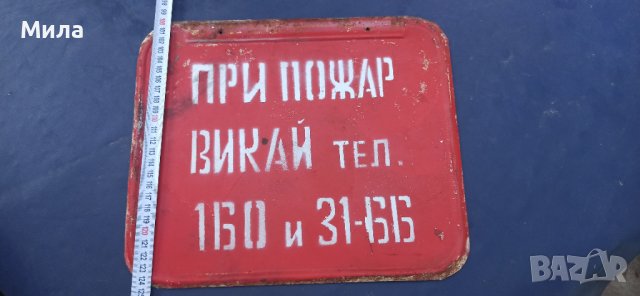 Мила
ПРИ ПОЖАР
ВИКАЙ ТЕЛ.
160 и 31-66
BAZAR